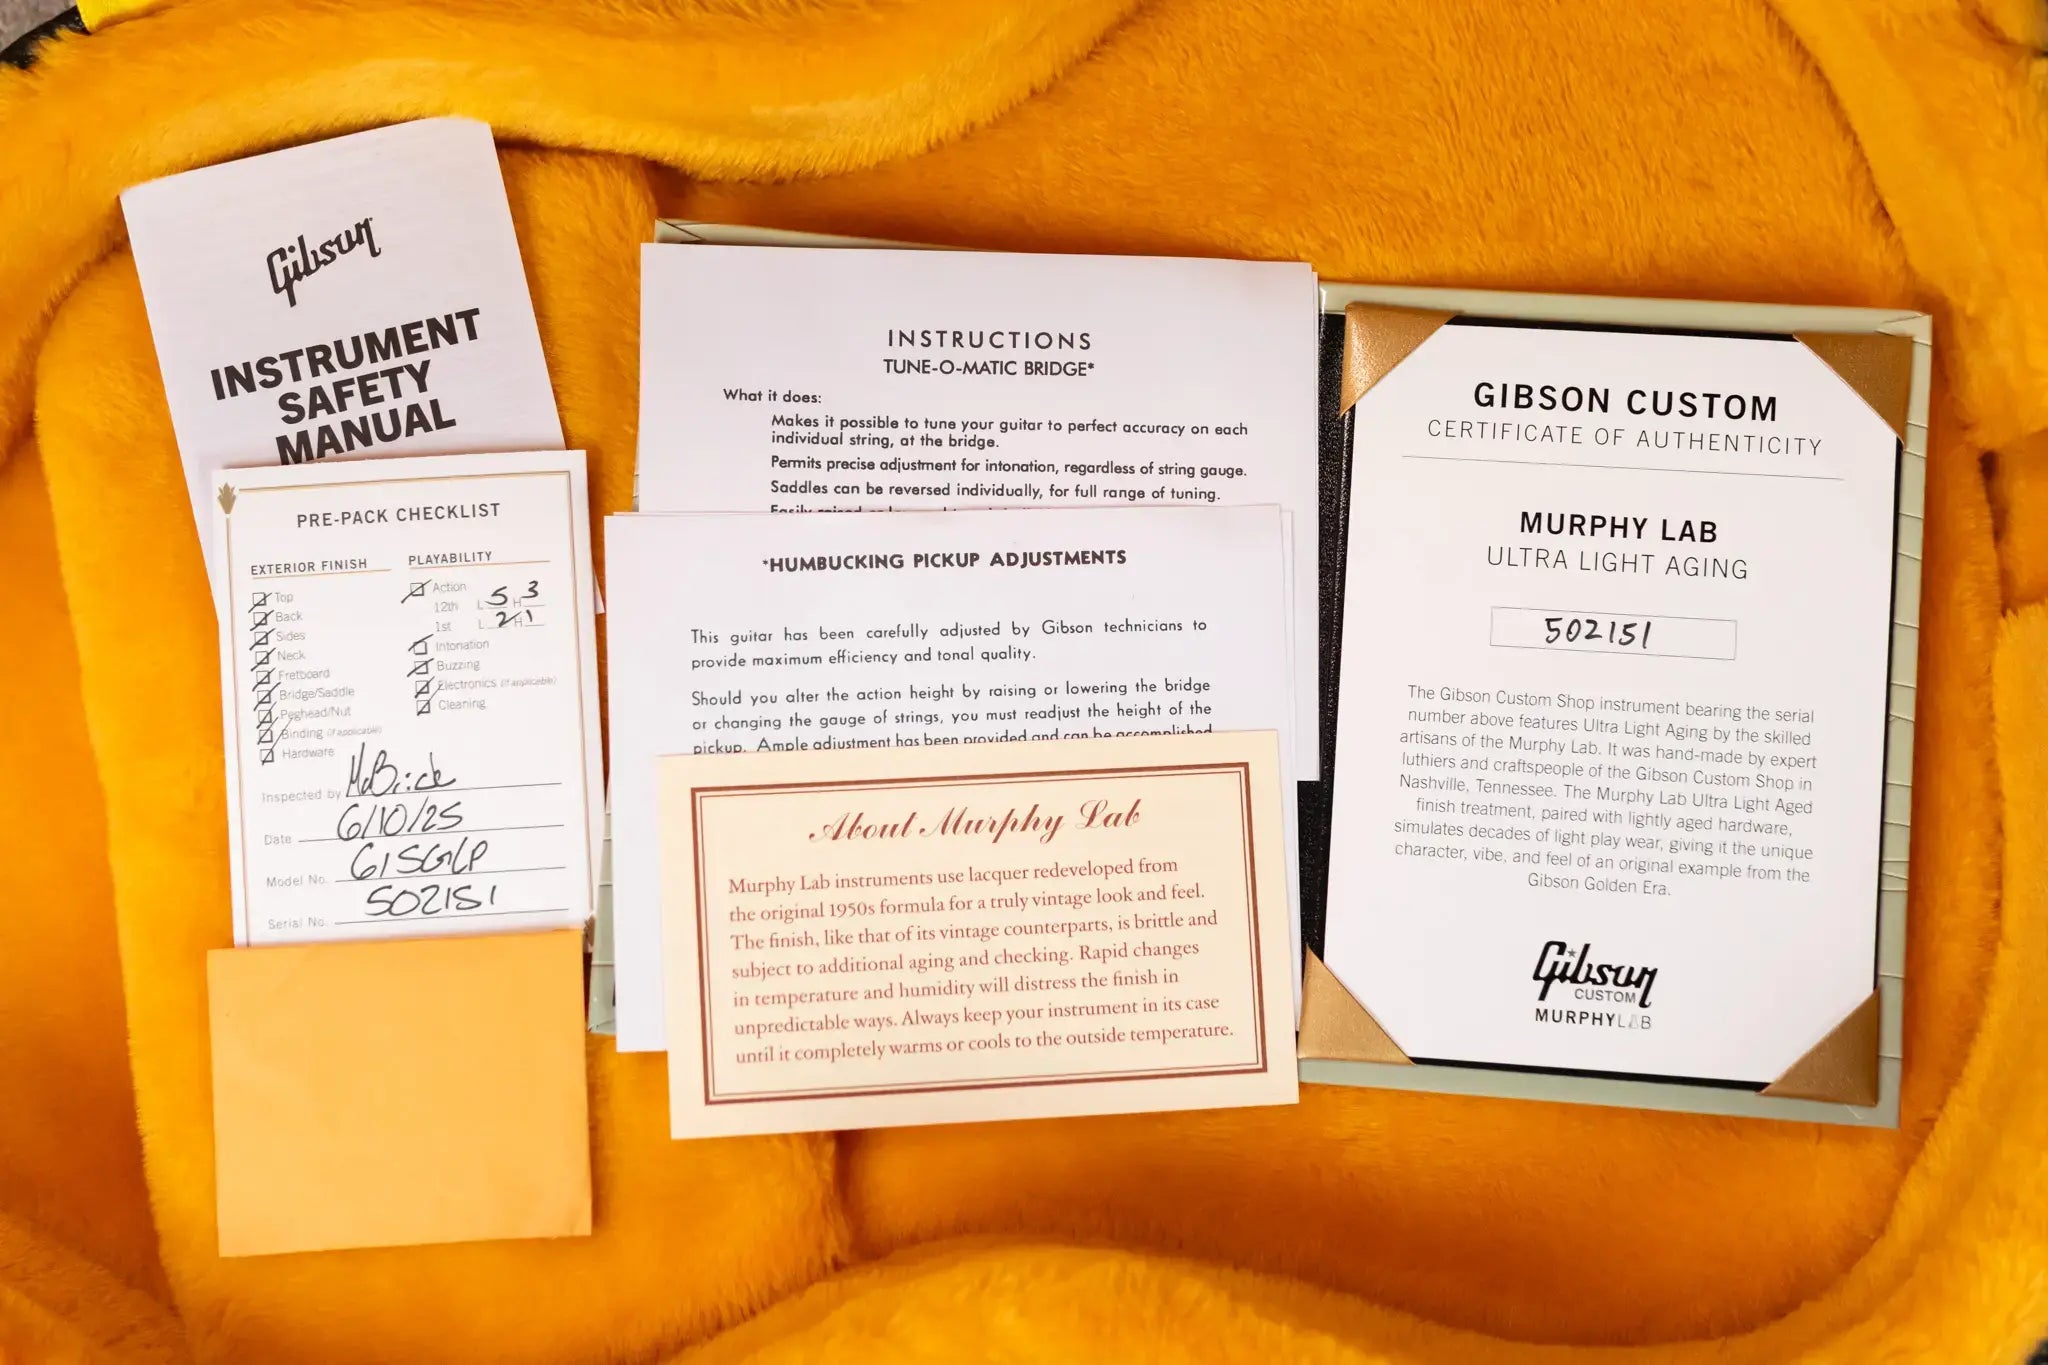 Gibson
INSTRUMENT
SAFETY
MANUAL
PRE-PACK CHECKLIST
EXTERIOR FINISH
Top
Back
Sides
Neck
Fretboard
Bridge/Saddle
Peghead/Nut
Binding (if applicable)
Hardware
PLAYABILITY
Action
12th L 5 H 3
1st L 2 H 1
Intonation
Buzzing
Electronics (if applicable)
Cleaning
Inspected by McBride
Date 6/10/25
Model No. 61SGLP
Serial No. 502151
INSTRUCTIONS
TUNE-O-MATIC BRIDGE*
What it does:
Makes it possible to tune your guitar to perfect accuracy on each
individual string, at the bridge.
Permits precise adjustment for intonation, regardless of string gauge.
Saddles can be reversed individually, for full range of tuning.
Easily raised or
*HUMBUCKING PICKUP ADJUSTMENTS
This guitar has been carefully adjusted by Gibson technicians to
provide maximum efficiency and tonal quality.
Should you alter the action height by raising or lowering the bridge
or changing the gauge of strings, you must readjust the height of the
pickup. Ample adjustment has been provided and can be accomplished
About Murphy Lab
Murphy Lab instruments use lacquer redeveloped from
the original 1950s formula for a truly vintage look and feel.
The finish, like that of its vintage counterparts, is brittle and
subject to additional aging and checking. Rapid changes
in temperature and humidity will distress the finish in
unpredictable ways. Always keep your instrument in its case
until it completely warms or cools to the outside temperature.
GIBSON CUSTOM
CERTIFICATE OF AUTHENTICITY
MURPHY LAB
ULTRA LIGHT AGING
502151
The Gibson Custom Shop instrument bearing the serial
number above features Ultra Light Aging by the skilled
artisans of the Murphy Lab. It was hand-made by expert
luthiers and craftspeople of the Gibson Custom Shop in
Nashville, Tennessee. The Murphy Lab Ultra Light Aged
finish treatment, paired with lightly aged hardware,
simulates decades of light play wear, giving it the unique
character, vibe, and feel of an original example from the
Gibson Golden Era.
Gibson
CUSTOM
MURPHYLAB